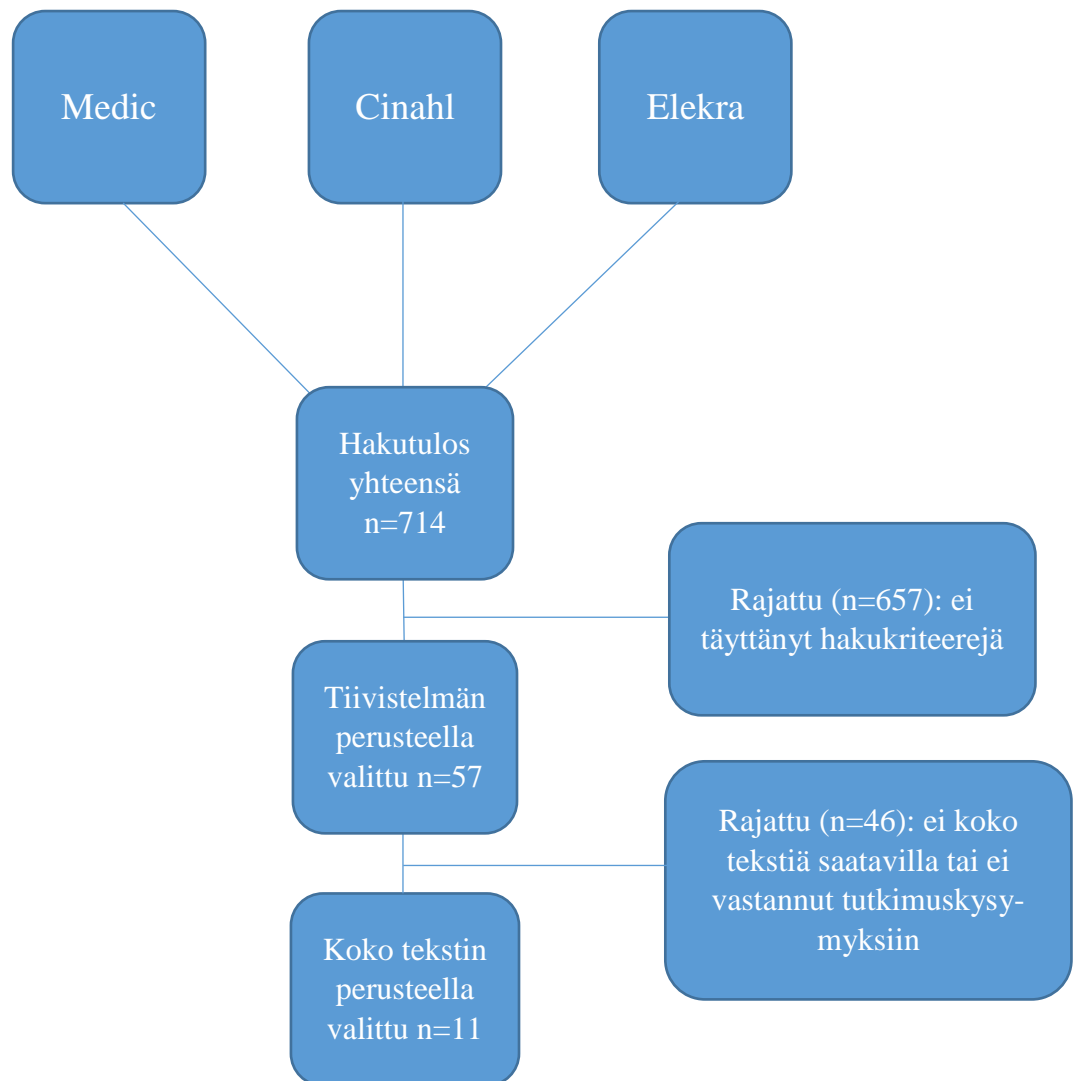 Medic
Cinahl
Elekra
Hakutulos
yhteensä
n=714
Rajattu (n=657): ei
täyttänyt hakukriteerejä
Tiivistelmän
perusteella
valittu n=57
Rajattu (n=46): ei koko
tekstiä saatavilla tai ei
vastannut tutkimuskysy-
myksiin
Koko tekstin
perusteella
valittu n=11